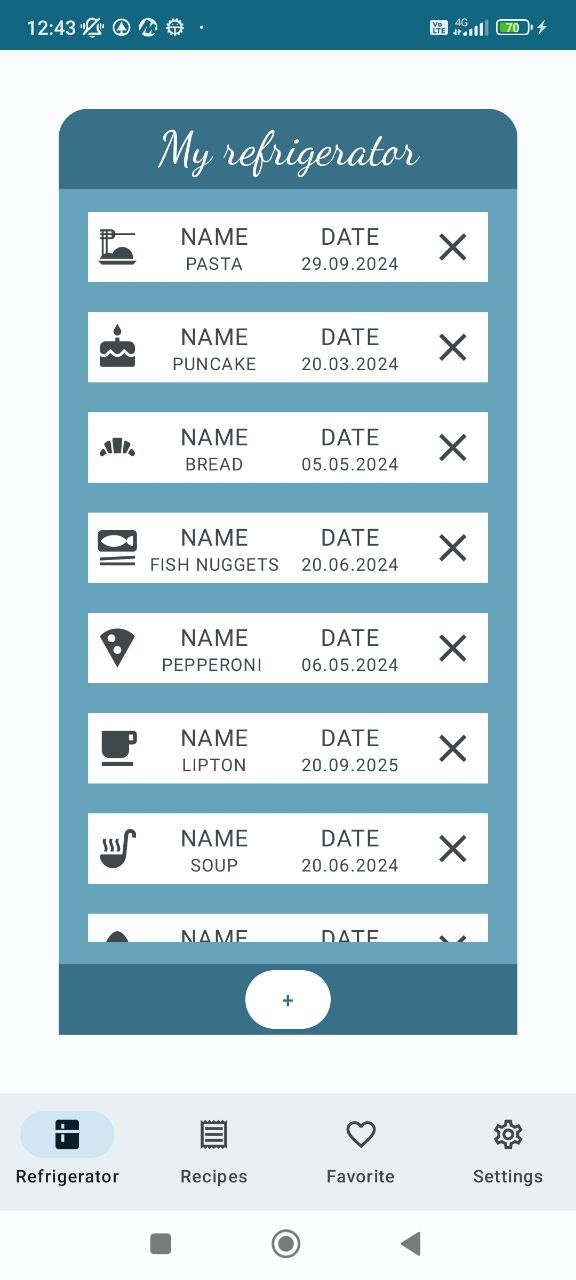 12:43
Vo LTE 4G 70
My refrigerator
NAME DATE
PASTA 29.09.2024
NAME DATE
PUNCAKE 20.03.2024
NAME DATE
BREAD 05.05.2024
NAME DATE
FISH NUGGETS 20.06.2024
NAME DATE
PEPPERONI 06.05.2024
NAME DATE
LIPTON 20.09.2025
NAME DATE
SOUP 20.06.2024
NAME DATE
+
Refrigerator Recipes Favorite Settings